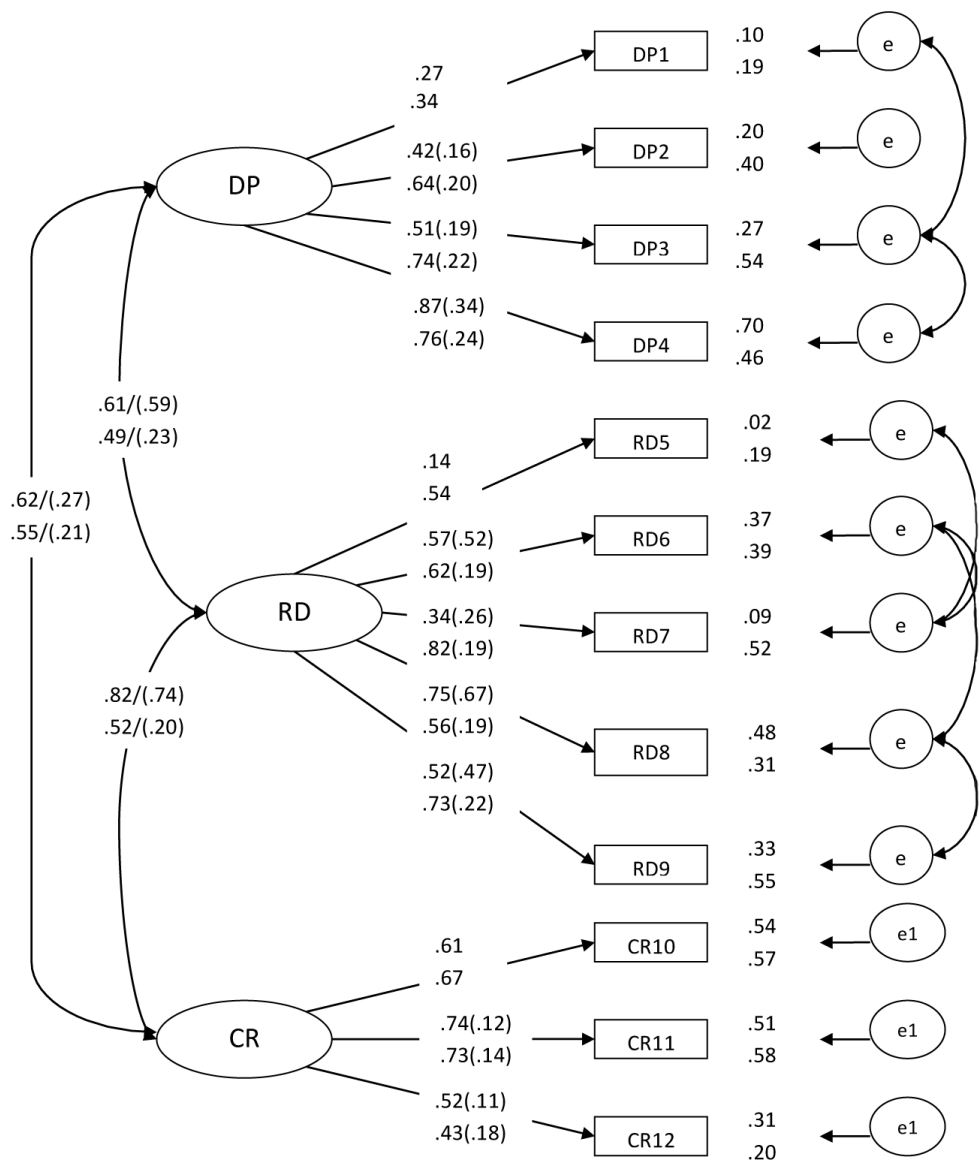 .27
.34
DP1
.10
.19
e
DP
.42(.16)
.64(.20)
DP2
.20
.40
e
.51(.19)
.74(.22)
DP3
.27
.54
e
.87(.34)
.76(.24)
DP4
.70
.46
e
.61/(.59)
.49/(.23)
.62/(.27)
.55/(.21)
.14
.54
RD5
.02
.19
e
.57(.52)
.62(.19)
RD6
.37
.39
e
RD
.34(.26)
.82(.19)
RD7
.09
.52
e
.82/(.74)
.52/(.20)
.75(.67)
.56(.19)
RD8
.48
.31
e
.52(.47)
.73(.22)
RD9
.33
.55
e
.61
.67
CR10
.54
.57
e1
CR
.74(.12)
.73(.14)
CR11
.51
.58
e1
.52(.11)
.43(.18)
CR12
.31
.20
e1